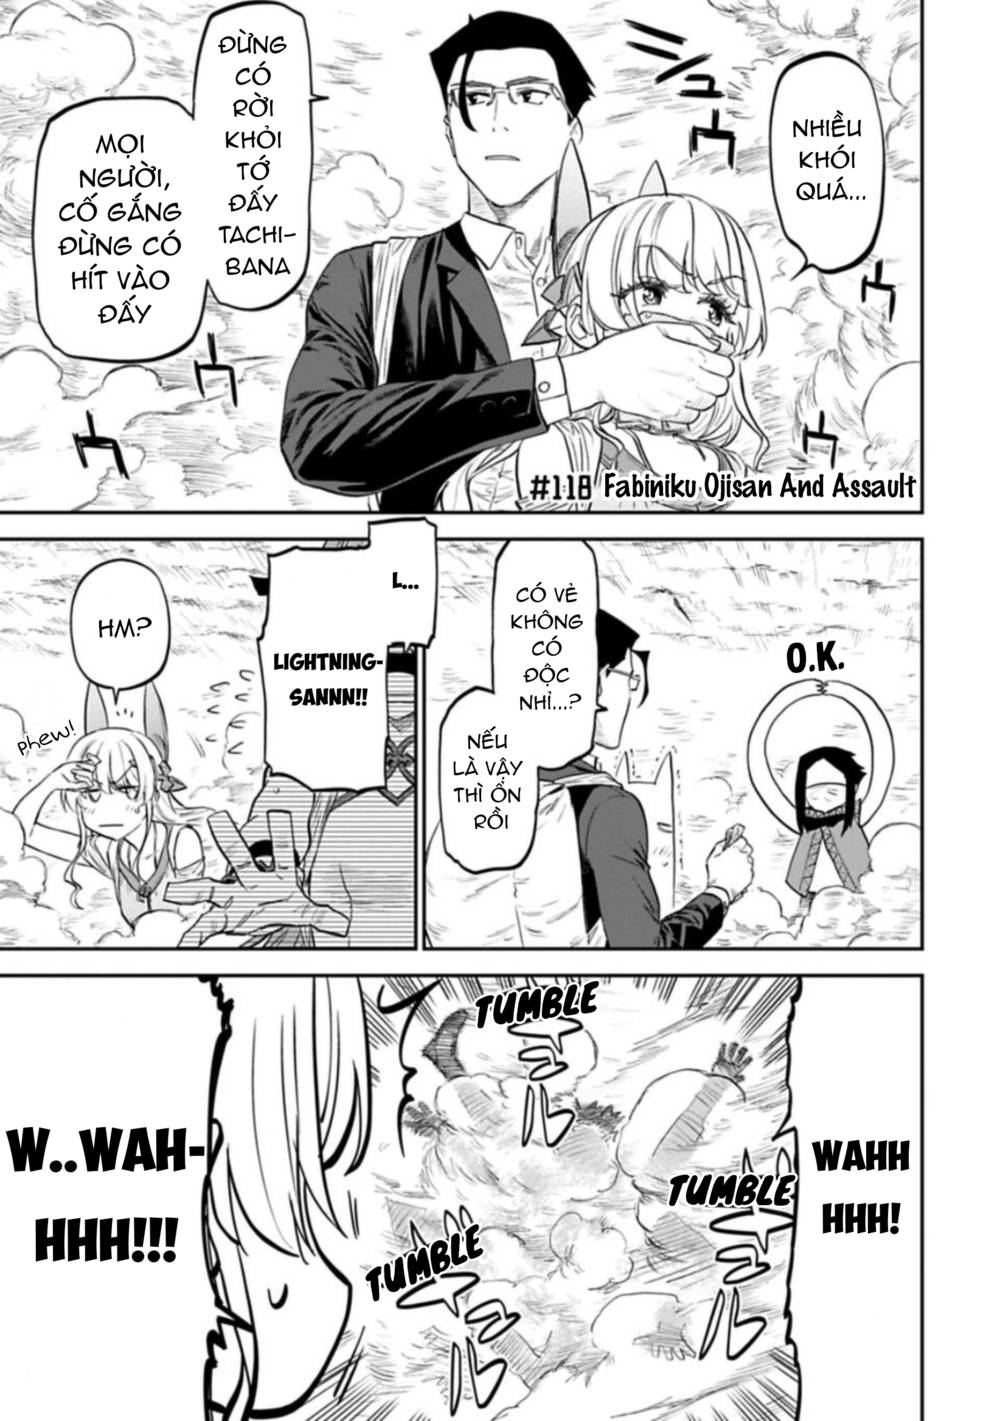 NHIỀU
KHÓI
QUÁ...
ĐỪNG
CÓ
RỜI
KHỎI
TỚ
ĐẤY
TACHI-
BANA
MỌI
NGƯỜI,
CỐ GẮNG
ĐỪNG CÓ
HÍT VÀO
ĐẤY
#118 Fabiniku Ojisan And Assault
O.K.
CÓ VẺ
KHÔNG
CÓ
ĐỘC
NHỈ...?
NẾU
LÀ VẬY
THÌ ỔN
RỒI
L...
LIGHTNING-
SANNN!!
HM?
phew!
WAHH
HHH!
TUMBLE
TUMBLE
TUMBLE
W..WAH-
HHH!!!